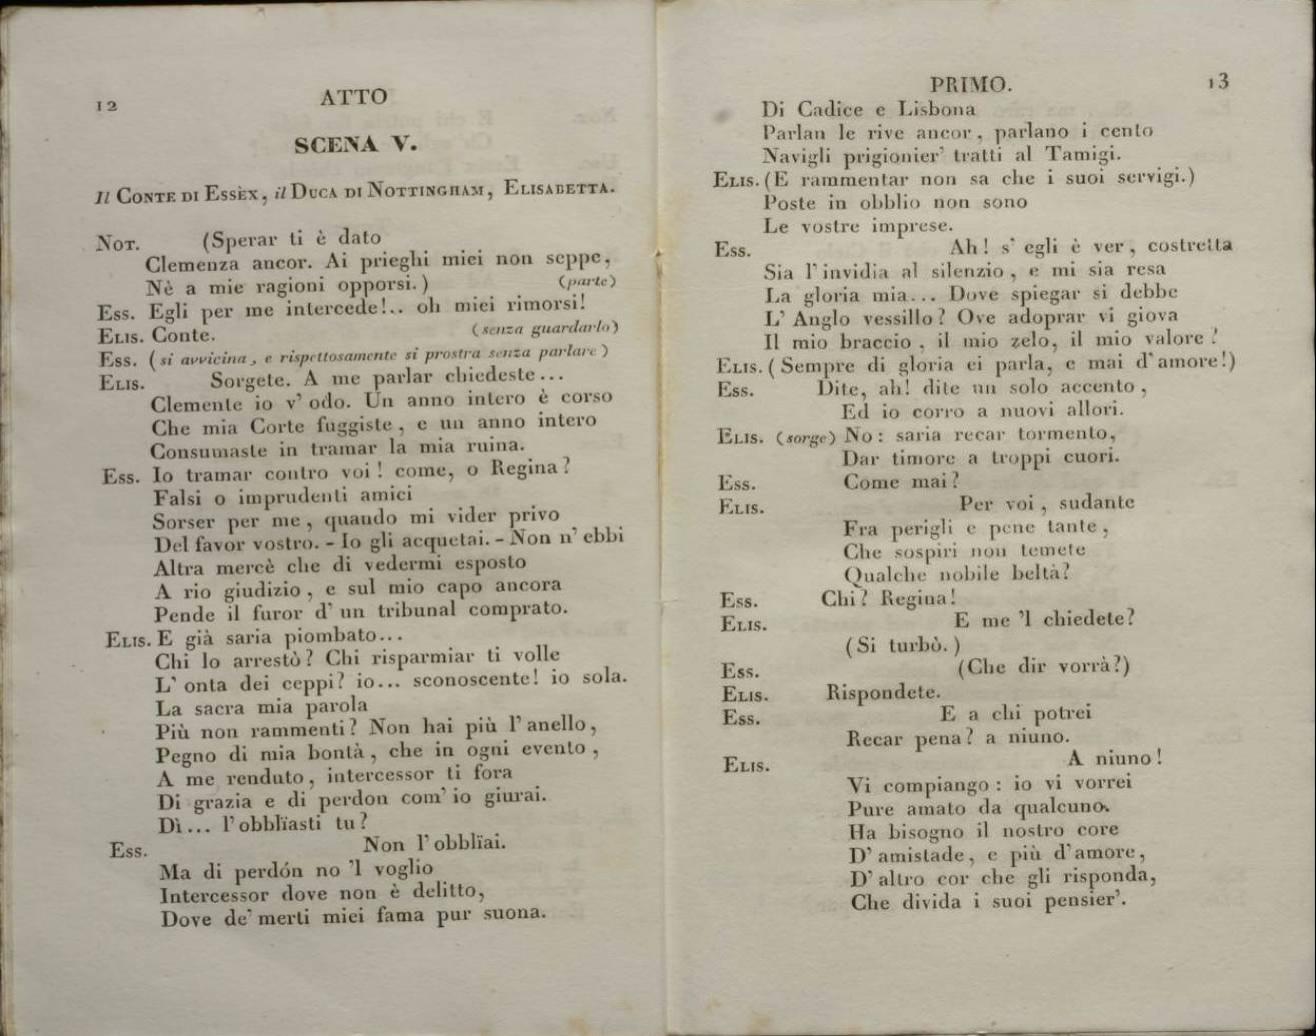 12
ATTO
SCENA V.
Il CONTE DI ESSEX, il DUCA DI NOTTINGHAM, ELISABETTA.
NOT. (Sperar ti è dato
Clemenza ancor. Ai prieghi miei non seppe,
Nè a mie ragioni opporsi.) (parte)
ESS. Egli per me intercede!.. oh miei rimorsi!
ELIS. Conte. (senza guardarlo)
ESS. (si avvicina, e rispettosamente si prostra senza parlare)
ELIS. Sorgete. A me parlar chiedeste...
Clemente io v' odo. Un anno intero è corso
Che mia Corte fuggiste, e un anno intero
Consumaste in tramar la mia ruina.
ESS. Io tramar contro voi! come, o Regina?
Falsi o imprudenti amici
Sorser per me, quando mi vider privo
Del favor vostro. - Io gli acquetai. - Non n' ebbi
Altra mercè che di vedermi esposto
A rio giudizio, e sul mio capo ancora
Pende il furor d' un tribunal comprato.
ELIS. E già saria piombato...
Chi lo arrestò? Chi risparmiar ti volle
L' onta dei ceppi? io... sconoscente! io sola.
La sacra mia parola
Più non rammenti? Non hai più l' anello,
Pegno di mia bontà, che in ogni evento,
A me renduto, intercessor ti fora
Di grazia e di perdon com' io giurai.
Dì... l' obblïasti tu?
ESS. Non l' obblïai.
Ma di perdón no 'l voglio
Intercessor dove non è delitto,
Dove de' merti miei fama pur suona.
PRIMO.
13
Di Cadice e Lisbona
Parlan le rive ancor, parlano i cento
Navigli prigionier' tratti al Tamigi.
ELIS. (E rammentar non sa che i suoi servigi.)
Poste in obblio non sono
Le vostre imprese.
ESS. Ah! s' egli è ver, costretta
Sia l' invidia al silenzio, e mi sia resa
La gloria mia... Dove spiegar si debbe
L' Anglo vessillo? Ove adoprar vi giova
Il mio braccio, il mio zelo, il mio valore?
ELIS. (Sempre di gloria ei parla, e mai d' amore!)
ESS. Dite, ah! dite un solo accento,
Ed io corro a nuovi allori.
ELIS. (sorge) No: saria recar tormento,
Dar timore a troppi cuori.
ESS. Come mai?
ELIS. Per voi, sudante
Fra perigli e pene tante,
Che sospiri non temete
Qualche nobile beltà?
ESS. Chi? Regina!
ELIS. E me 'l chiedete?
(Si turbò.)
ESS. (Che dir vorrà?)
ELIS. Rispondete.
ESS. E a chi potrei
Recar pena? a niuno.
ELIS. A niuno!
Vi compiango: io vi vorrei
Pure amato da qualcuno.
Ha bisogno il nostro core
D' amistade, e più d' amore,
D' altro cor che gli risponda,
Che divida i suoi pensier'.